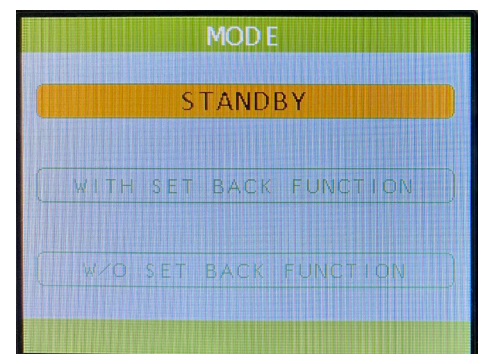 MODE
STANDBY
WITH SET BACK FUNCTION
W/O SET BACK FUNCTION